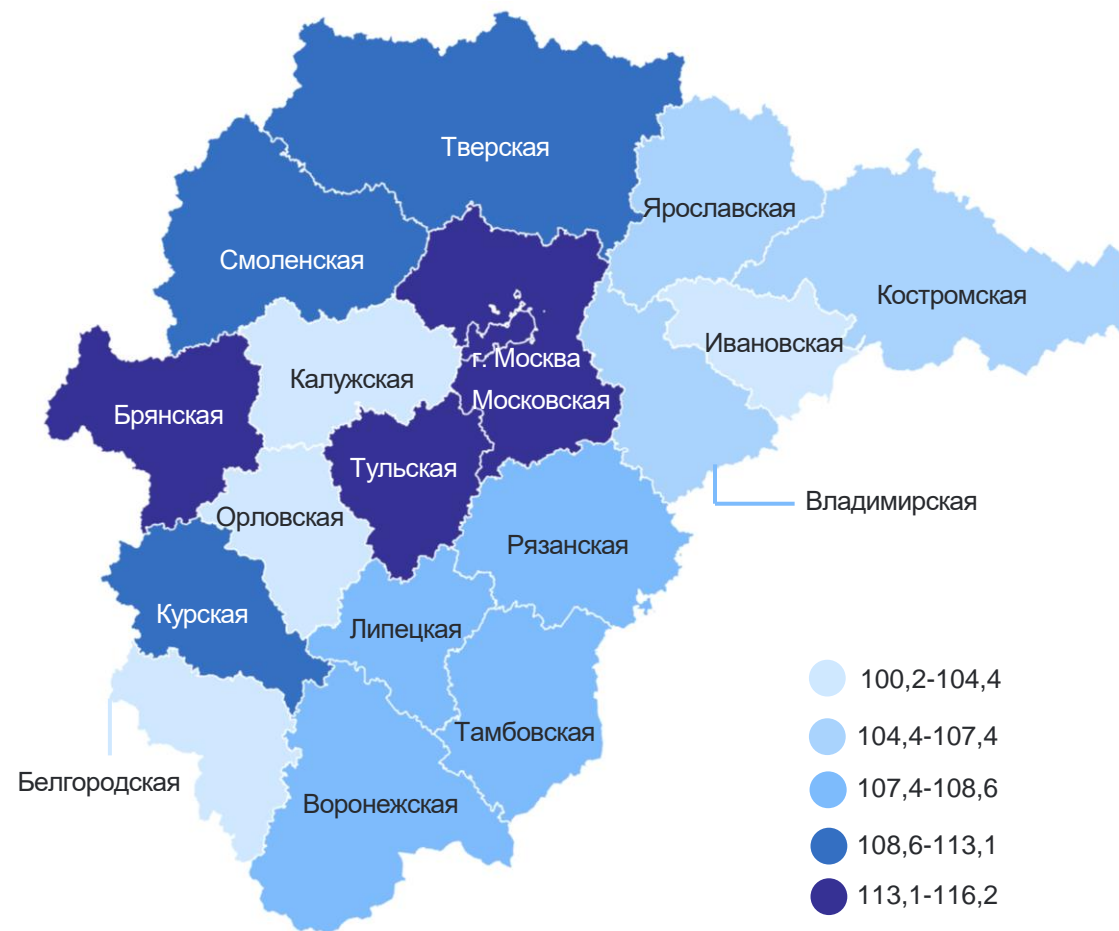 Тверская
Ярославская
Смоленская
Костромская
г. Москва
Ивановская
Калужская
Московская
Брянская
Тульская
Владимирская
Орловская
Рязанская
Курская
Липецкая
Тамбовская
Белгородская
Воронежская
100,2-104,4
104,4-107,4
107,4-108,6
108,6-113,1
113,1-116,2